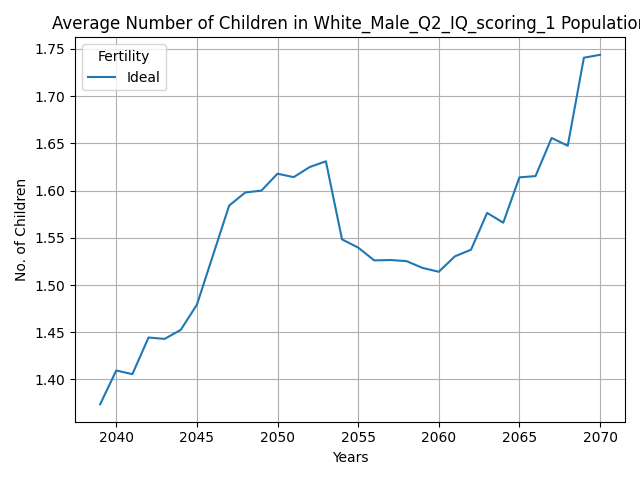 Average Number of Children in White_Male_Q2_IQ_scoring_1 Population
Fertility
Ideal
No. of Children
1.75
1.70
1.65
1.60
1.55
1.50
1.45
1.40
2040 2045 2050 2055 2060 2065 2070
Years